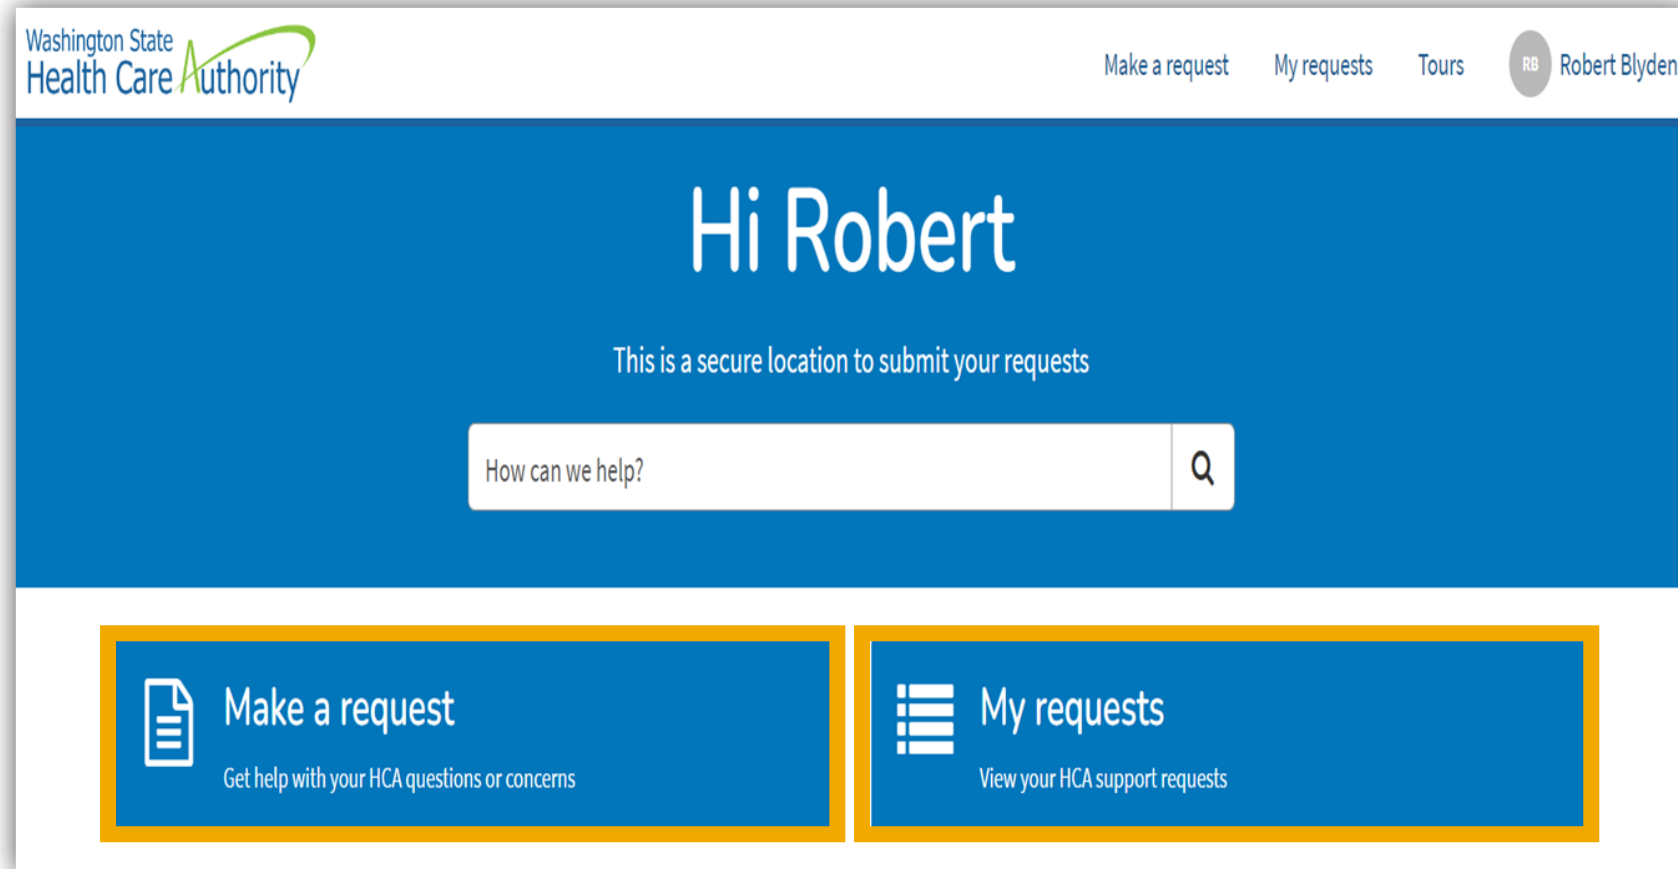 Washington State
Health Care Authority
Make a request My requests Tours RB Robert Blyden
Hi Robert
This is a secure location to submit your requests
How can we help?
Make a request
Get help with your HCA questions or concerns
My requests
View your HCA support requests